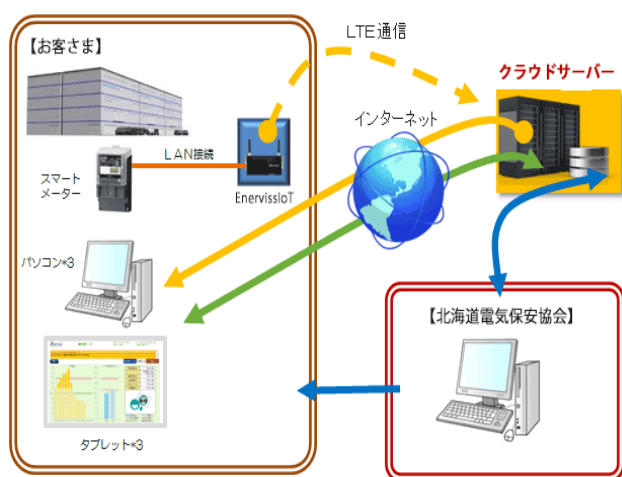 【お客さま】
LTE通信
クラウドサーバー
インターネット
LAN接続
スマート
メーター
EnervissIoT
パソコン*3
【北海道電気保安協会】
タブレット*3